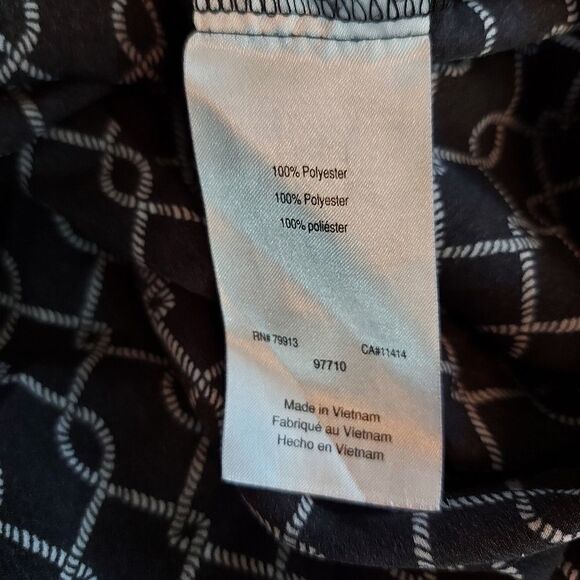 100% Polyester
100% Polyester
100% poliéster
RN# 79913 CA#11414
97710
Made in Vietnam
Fabriqué au Vietnam
Hecho en Vietnam